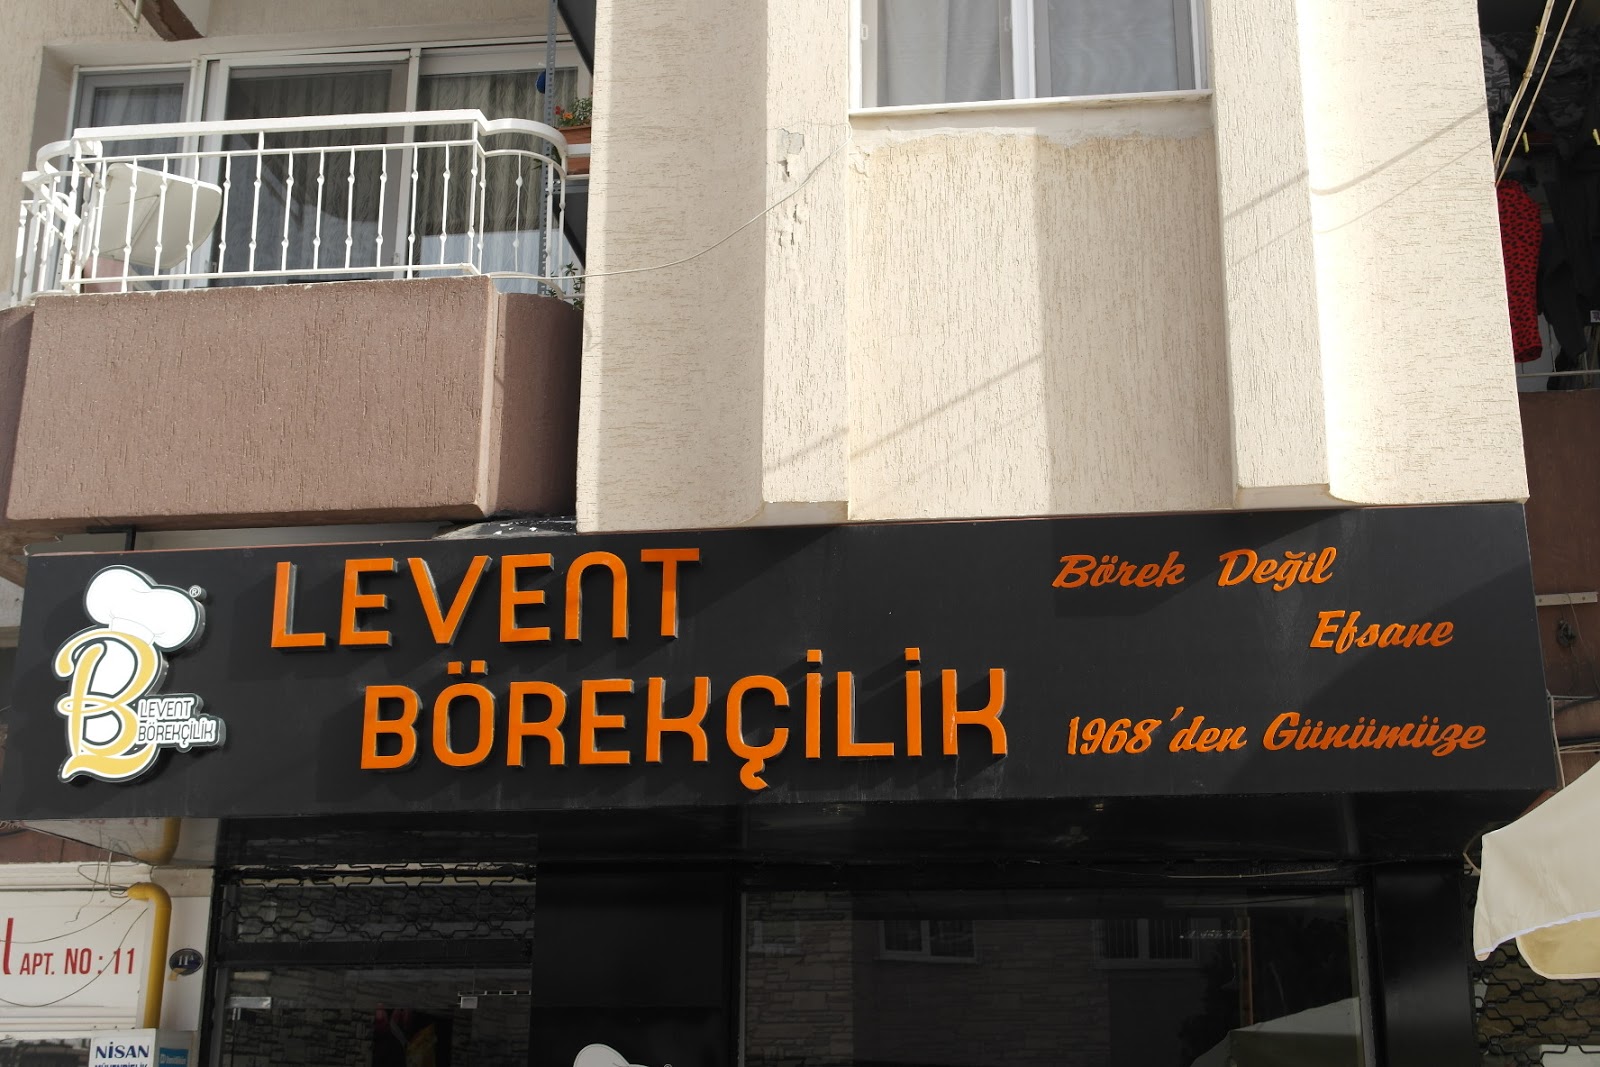 LEVENT
BÖREKÇİLİK
Börek Değil
Efsane
1968'den Günümüze
®
B
LEVENT
BÖREKÇİLİK
APT. NO: 11
NİSAN